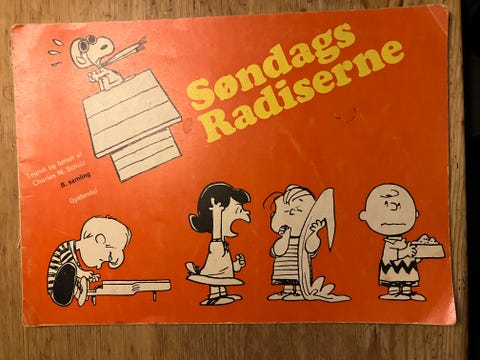 Søndags
Radiserne
Tegnet og fortalt af
Charles M. Schulz
8. samling
Gyldendal